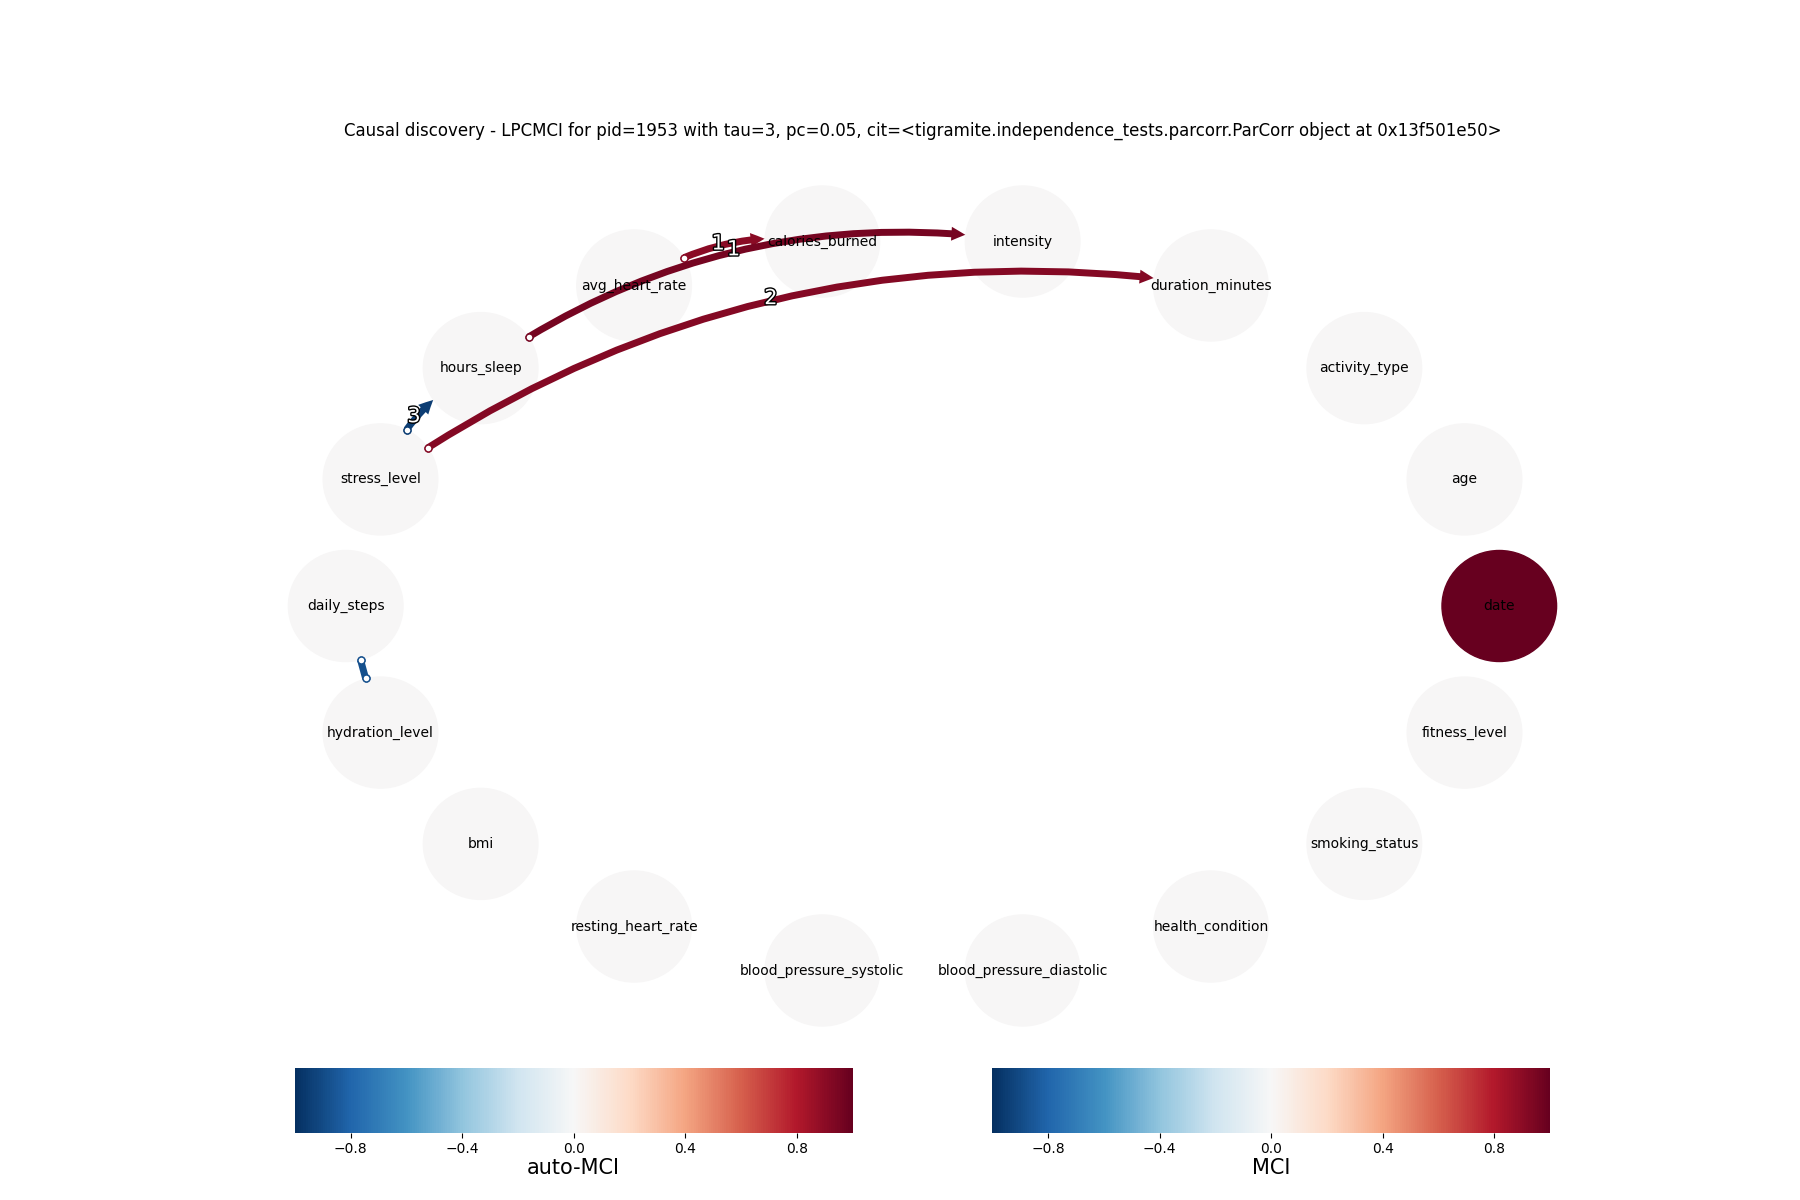 Causal discovery - LPCMCI for pid=1953 with tau=3, pc=0.05, cit=<tigramite.independence_tests.parcorr.ParCorr object at 0x13f501e50>
calories_burned
intensity
1
1
avg_heart_rate
duration_minutes
2
hours_sleep
activity_type
3
stress_level
age
daily_steps
date
hydration_level
fitness_level
bmi
smoking_status
resting_heart_rate
health_condition
blood_pressure_systolic
blood_pressure_diastolic
−0.8 −0.4 0.0 0.4 0.8
auto-MCI
−0.8 −0.4 0.0 0.4 0.8
MCI